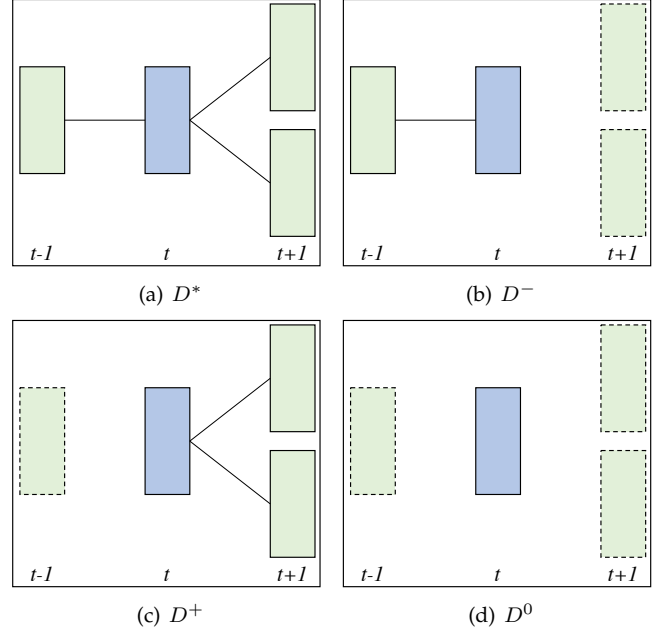 t-1 t t+1 t-1 t t+1
(a) D* (b) D⁻
t-1 t t+1 t-1 t t+1
(c) D⁺ (d) D⁰